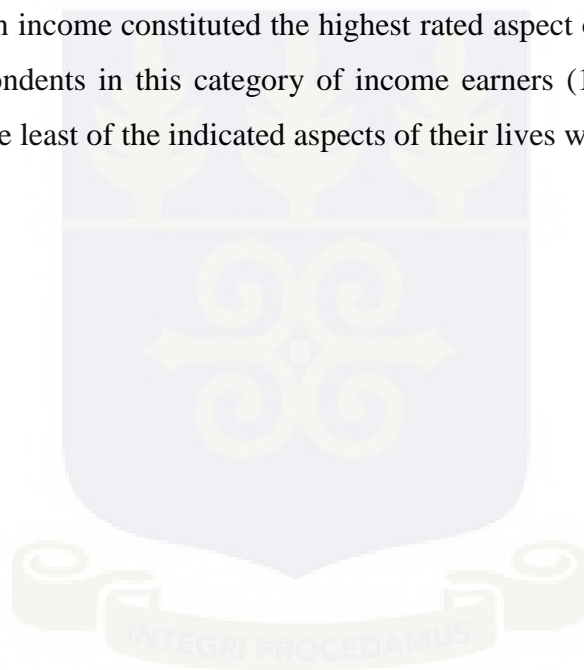 income constituted the highest rated aspect
ondents in this category of income earners (1
e least of the indicated aspects of their lives w
INTEGRI PROCEDAMUS